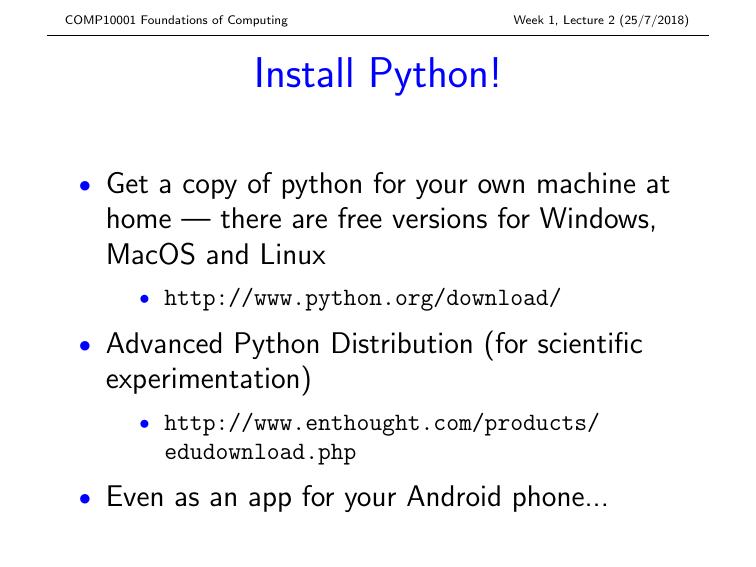 COMP10001 Foundations of Computing Week 1, Lecture 2 (25/7/2018)
Install Python!
• Get a copy of python for your own machine at
home — there are free versions for Windows,
MacOS and Linux
• http://www.python.org/download/
• Advanced Python Distribution (for scientific
experimentation)
• http://www.enthought.com/products/
edudownload.php
• Even as an app for your Android phone...